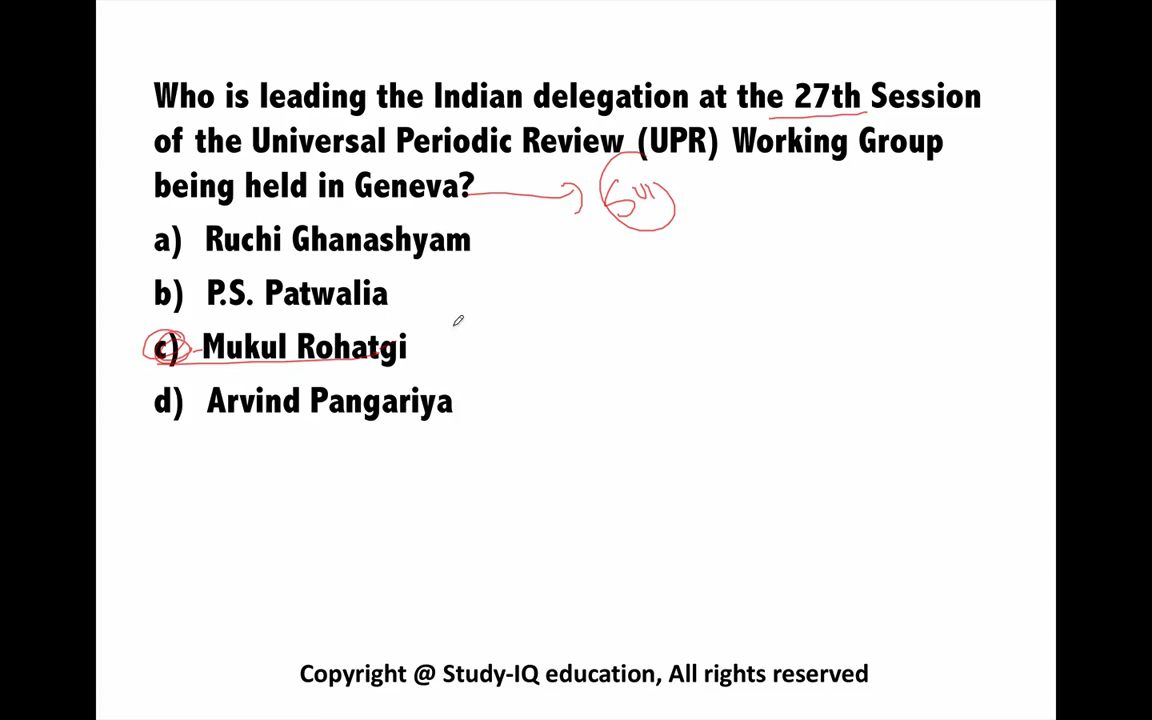 Who is leading the Indian delegation at the 27th Session
of the Universal Periodic Review (UPR) Working Group
being held in Geneva?
a) Ruchi Ghanashyam
b) P.S. Patwalia
c) Mukul Rohatgi
d) Arvind Pangariya
Copyright @ Study-IQ education, All rights reserved